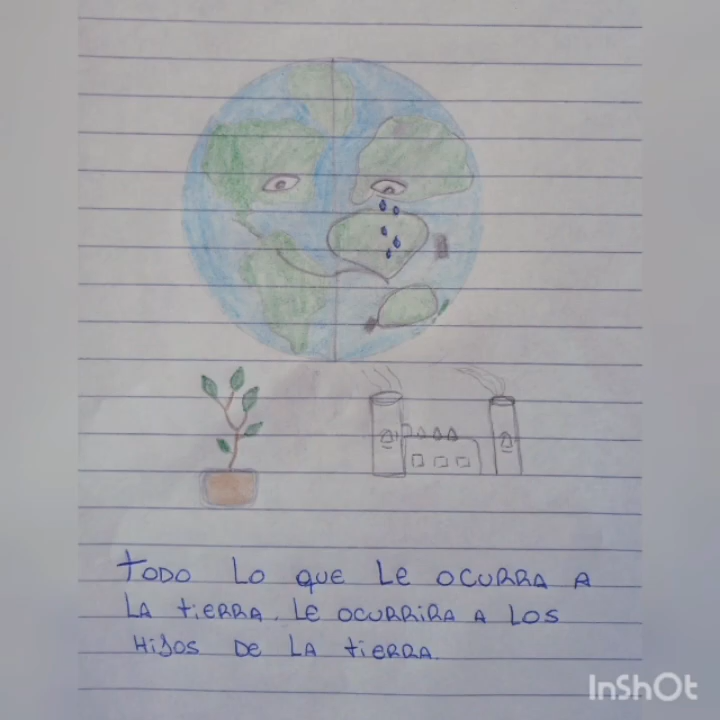 TODO LO QUE LE OCURRA A
LA TIERRA. LE OCURRIRA A LOS
HIJOS DE LA TIERRA.
InShOt